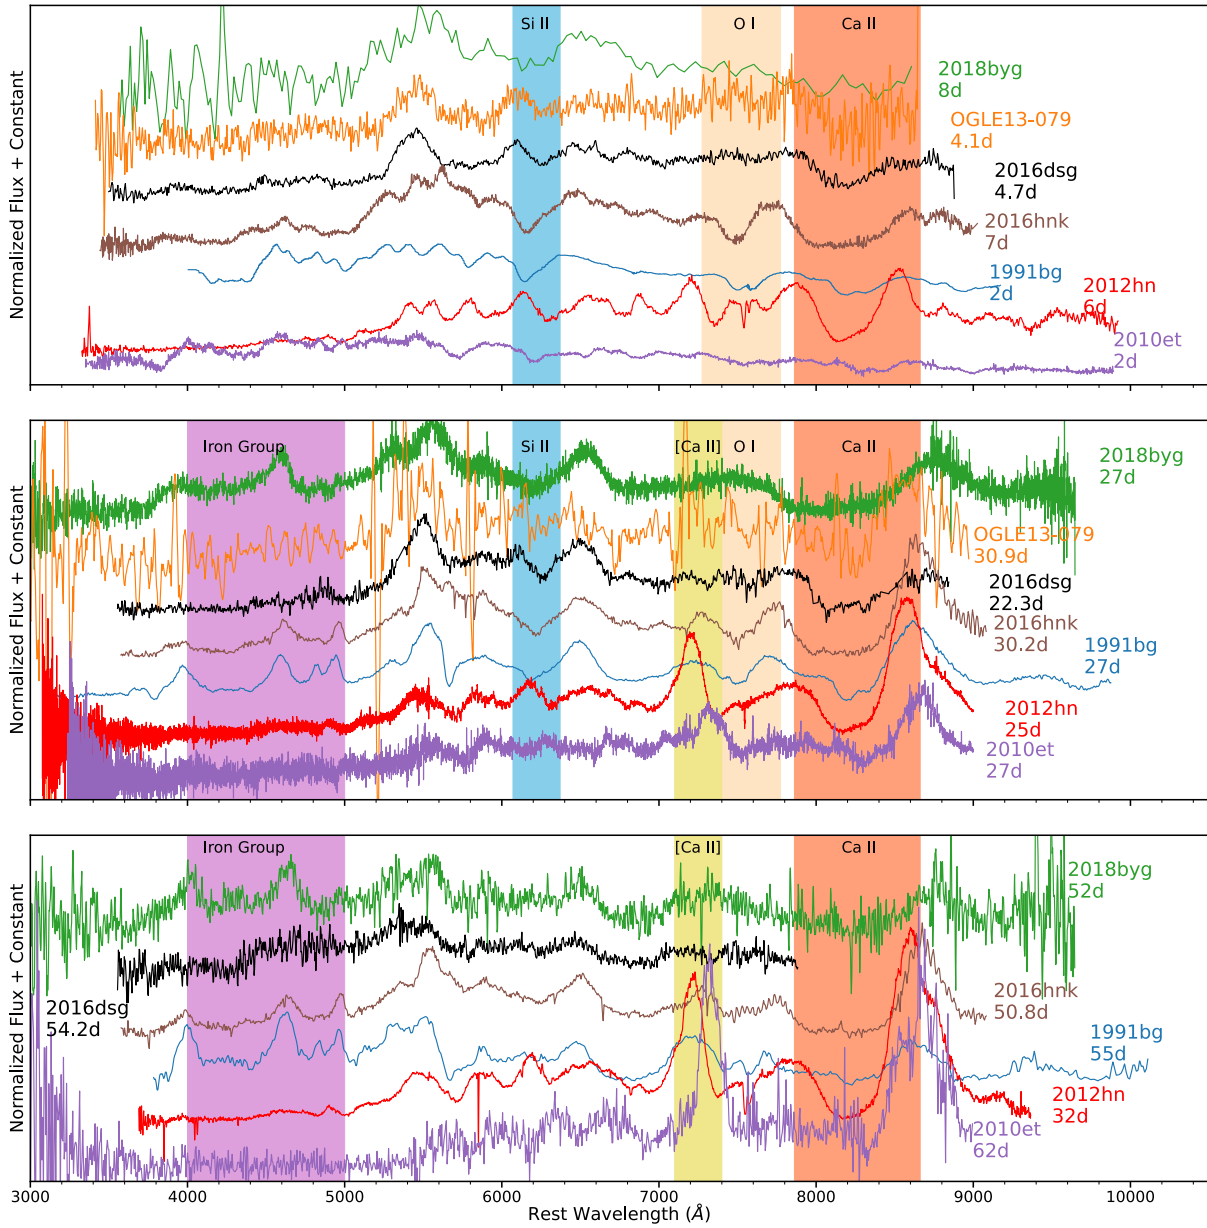 Normalized Flux + Constant
Si II
O I
Ca II
2018byg
8d
OGLE13-079
4.1d
2016dsg
4.7d
2016hnk
7d
1991bg
2d
2012hn
6d
2010et
2d
Normalized Flux + Constant
Iron Group
Si II
[Ca II]
O I
Ca II
2018byg
27d
OGLE13-079
30.9d
2016dsg
22.3d
2016hnk
30.2d
1991bg
27d
2012hn
25d
2010et
27d
Normalized Flux + Constant
Iron Group
[Ca II]
Ca II
2018byg
52d
2016dsg
54.2d
2016hnk
50.8d
1991bg
55d
2012hn
32d
2010et
62d
3000 4000 5000 6000 7000 8000 9000 10000
Rest Wavelength (Å)